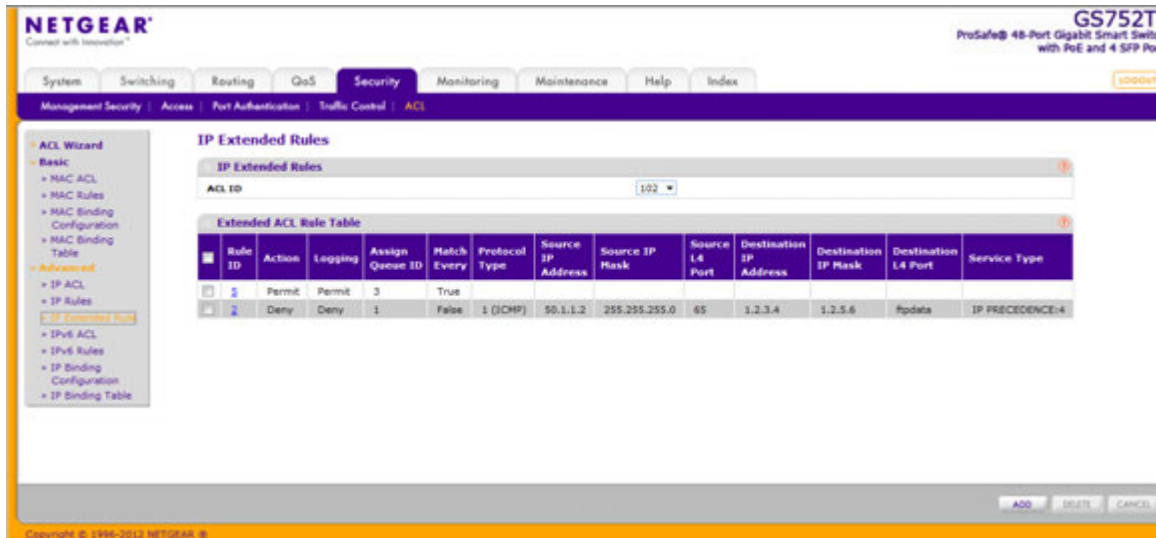 NETGEAR®
Connect with Innovation™
GS752T
ProSafe® 48-Port Gigabit Smart Swit
with PoE and 4 SFP Po
System Switching Routing QoS Security Monitoring Maintenance Help Index
LOGOUT
Management Security | Access | Port Authentication | Traffic Control | ACL
ACL Wizard
Basic
MAC ACL
MAC Rules
MAC Binding
Configuration
MAC Binding
Table
Advanced
IP ACL
IP Rules
IP Extended Rule
IPv6 ACL
IPv6 Rules
IP Binding
Configuration
IP Binding Table
IP Extended Rules
IP Extended Rules
ACL ID 102
Extended ACL Rule Table
Rule ID Action Logging Assign Queue ID Match Every Protocol Type Source IP Address Source IP Mask Source L4 Port Destination IP Address Destination IP Mask Destination L4 Port Service Type
5 Permit Permit 3 True
2 Deny Deny 1 False 1 (ICMP) 50.1.1.2 255.255.255.0 65 1.2.3.4 1.2.5.6 ftpdata IP PRECEDENCE:4
ADD DELETE CANCEL
Copyright © 1996-2012 NETGEAR ®